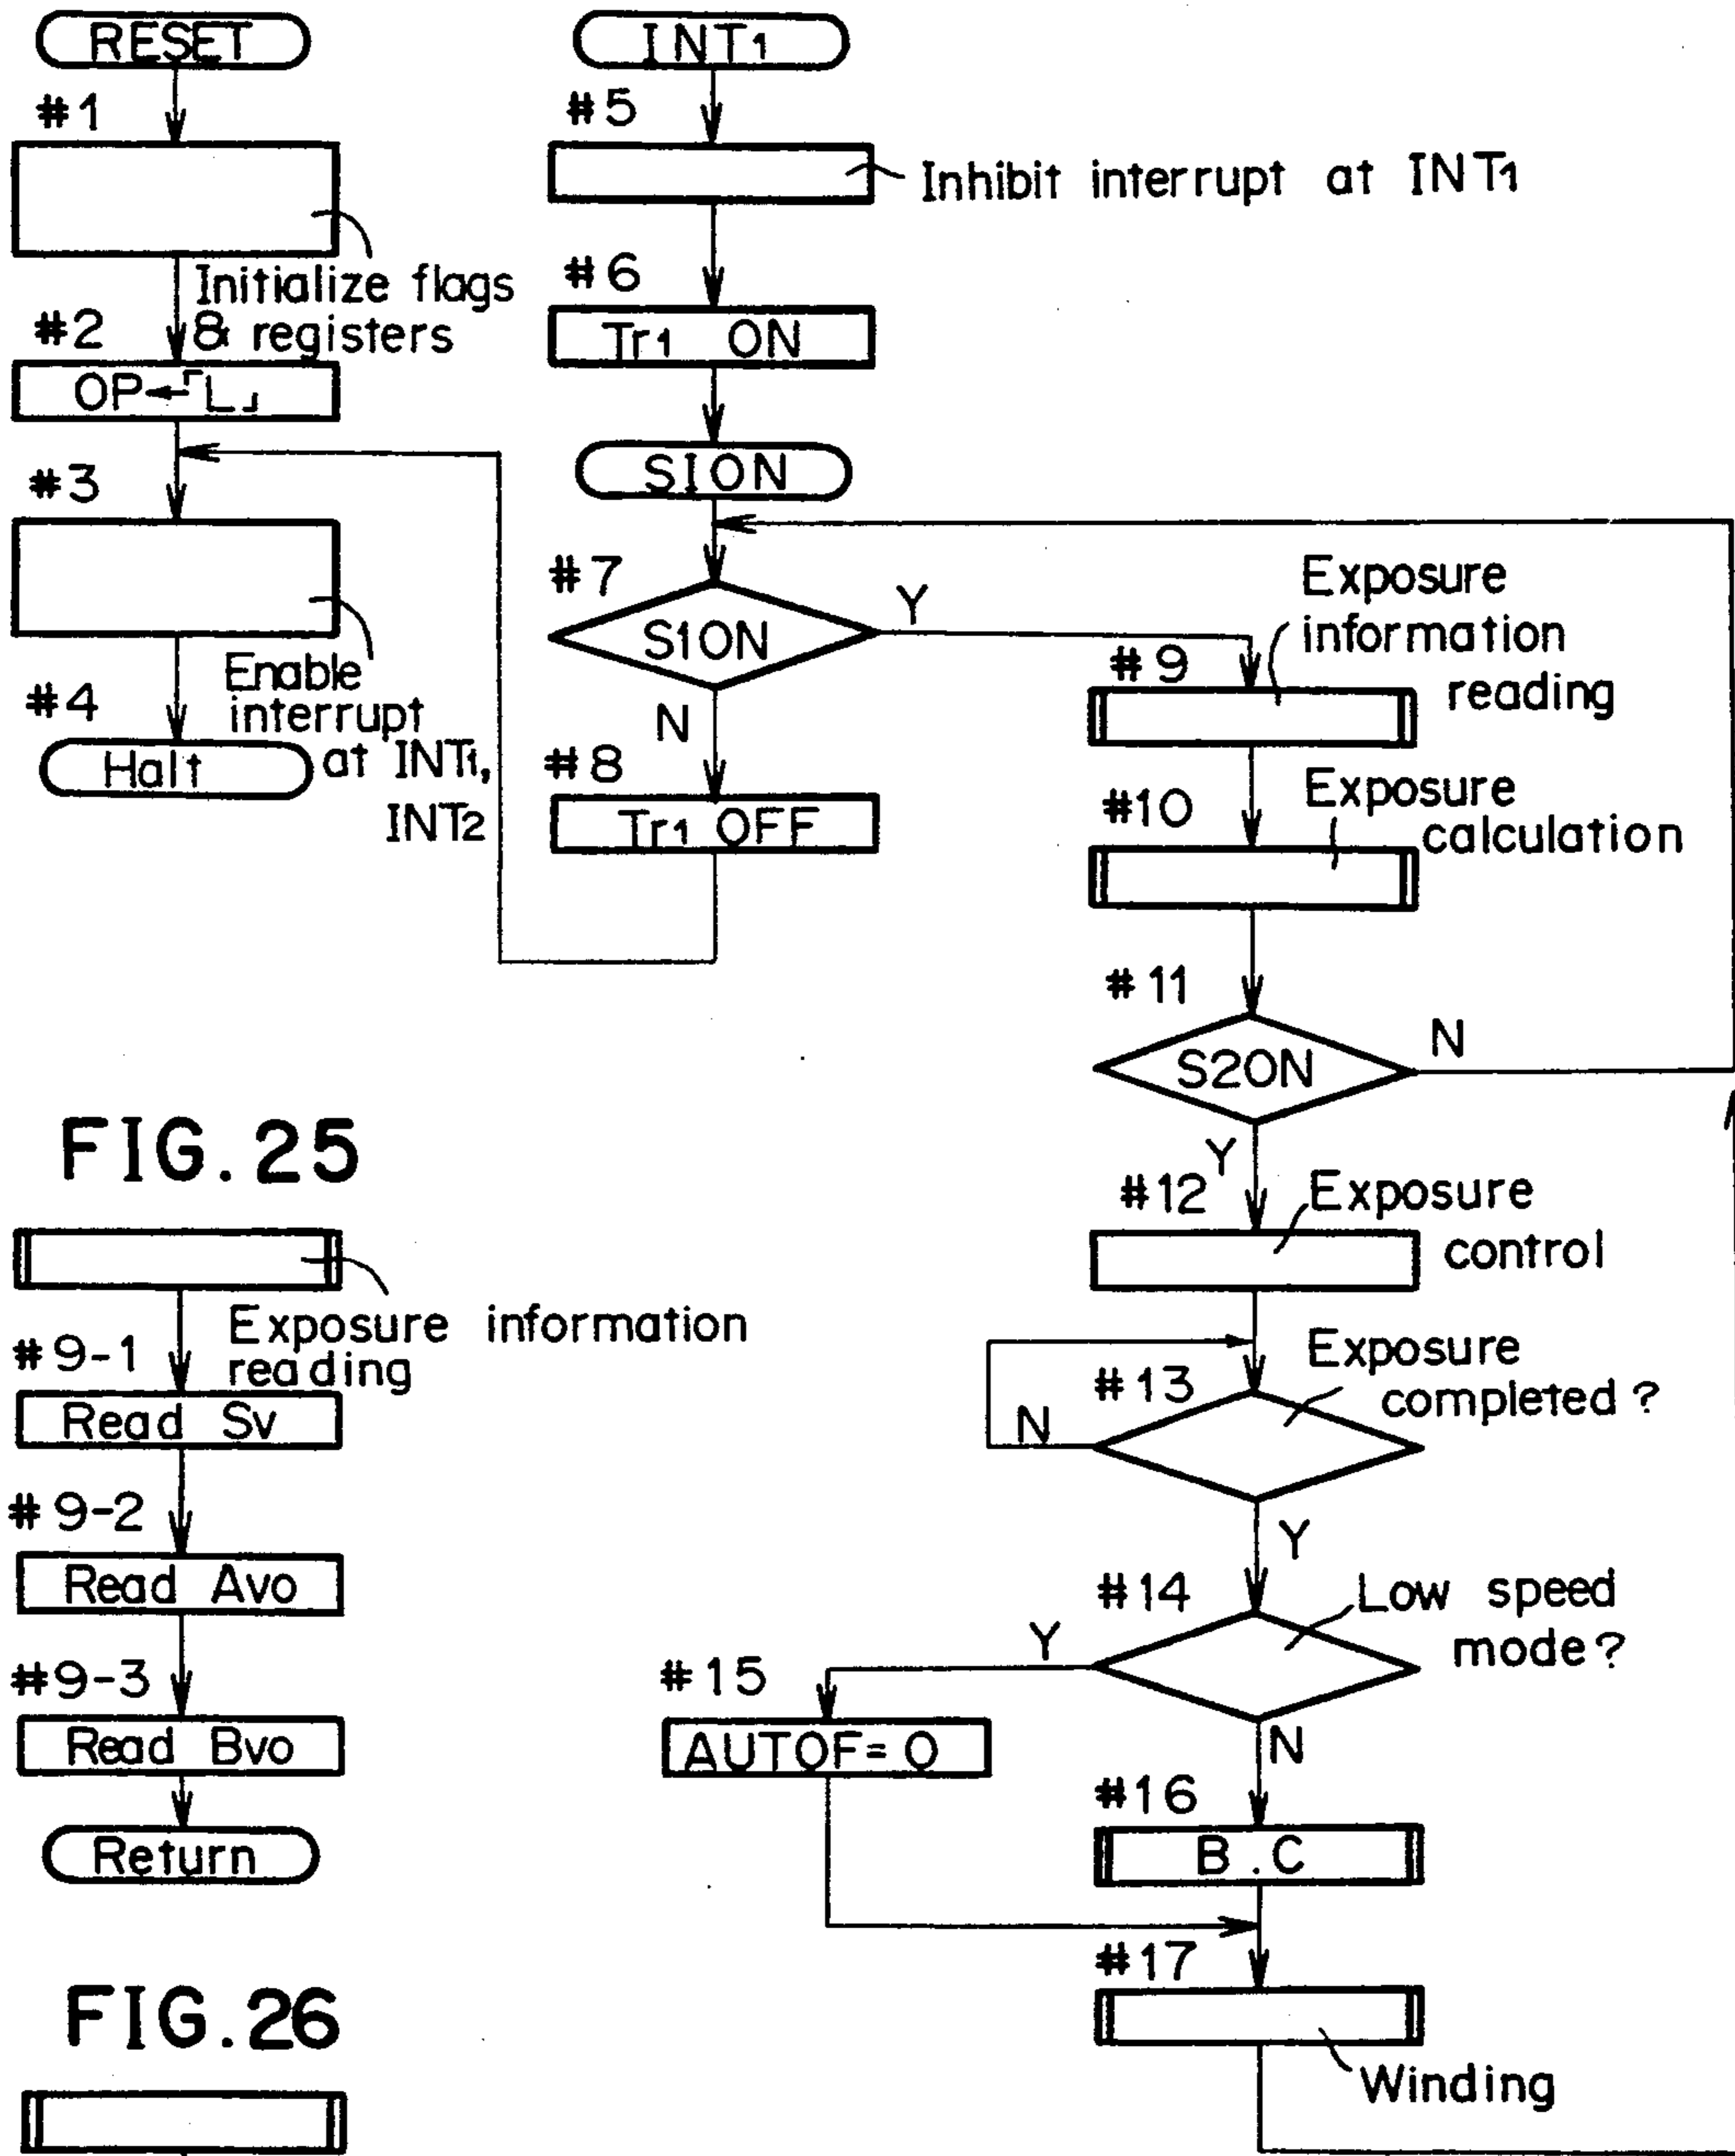 RESET
#1
Initialize flags
& registers
#2
OP←「L」
#3
Enable
interrupt
at INT1,
INT2
#4
Halt
INT1
#5
Inhibit interrupt at INT1
#6
Tr1 ON
SION
#7
S1ON
Y
N
#8
Tr1 OFF
#9
Exposure
information
reading
#10
Exposure
calculation
#11
S2ON
N
Y
#12
Exposure
control
#13
Exposure
completed?
N
Y
#14
Low speed
mode?
Y
N
#15
AUTOF=0
#16
B.C
#17
Winding
FIG.25
Exposure information
reading
#9-1
Read Sv
#9-2
Read Avo
#9-3
Read Bvo
Return
FIG.26